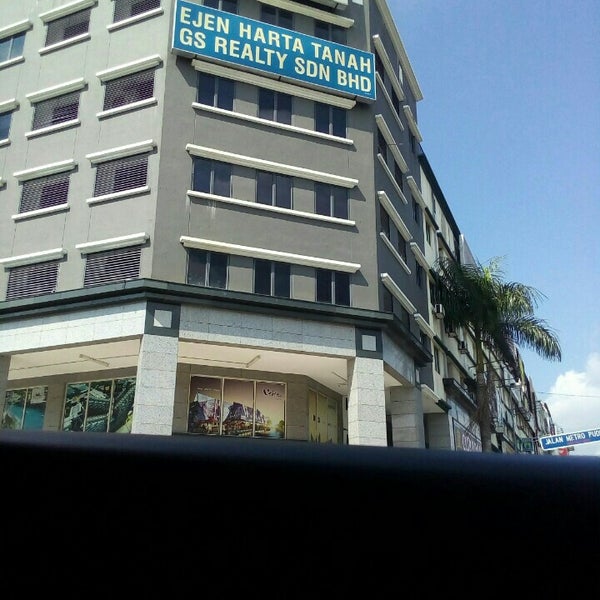 EJEN HARTA TANAH
GS REALTY SDN BHD
JALAN METRO PUDU